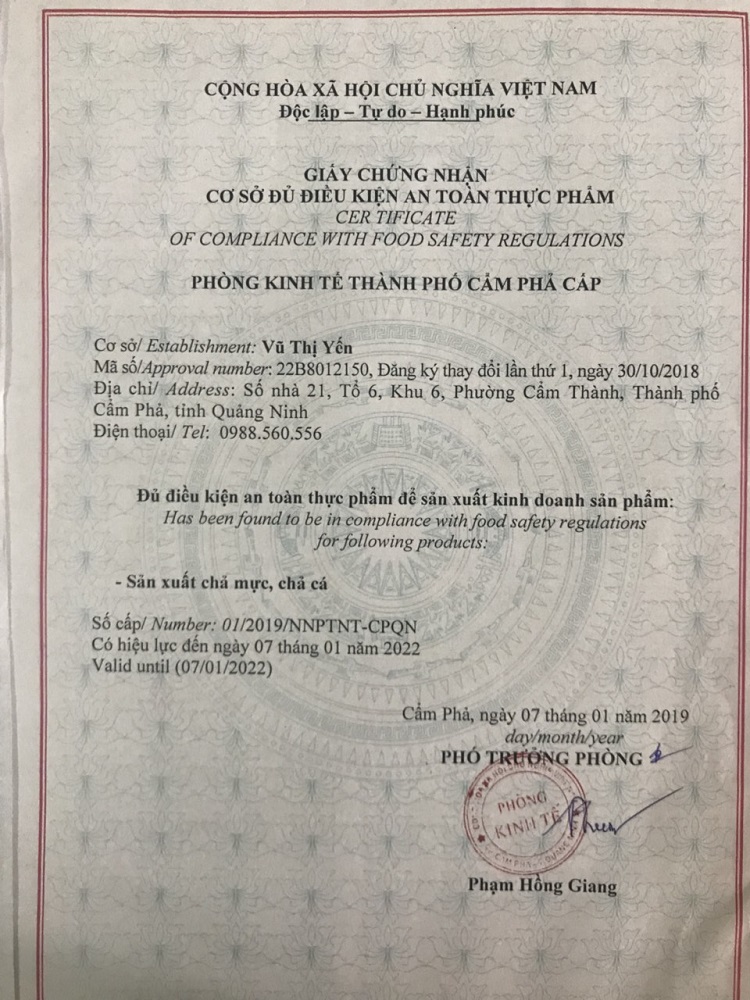 CỘNG HÒA XÃ HỘI CHỦ NGHĨA VIỆT NAM
Độc lập – Tự do – Hạnh phúc
GIẤY CHỨNG NHẬN
CƠ SỞ ĐỦ ĐIỀU KIỆN AN TOÀN THỰC PHẨM
CER TIFICATE
OF COMPLIANCE WITH FOOD SAFETY REGULATIONS
PHÒNG KINH TẾ THÀNH PHỐ CẨM PHẢ CẤP
Cơ sở/ Establishment: Vũ Thị Yến
Mã số/Approval number: 22B8012150, Đăng ký thay đổi lần thứ 1, ngày 30/10/2018
Địa chỉ/ Address: Số nhà 21, Tổ 6, Khu 6, Phường Cẩm Thành, Thành phố
Cẩm Phả, tỉnh Quảng Ninh
Điện thoại/ Tel: 0988.560.556
Đủ điều kiện an toàn thực phẩm để sản xuất kinh doanh sản phẩm:
Has been found to be in compliance with food safety regulations
for following products:
- Sản xuất chả mực, chả cá
Số cấp/ Number: 01/2019/NNPTNT-CPQN
Có hiệu lực đến ngày 07 tháng 01 năm 2022
Valid until (07/01/2022)
Cẩm Phả, ngày 07 tháng 01 năm 2019
day/month/year
PHÓ TRƯỞNG PHÒNG
PHÒNG
KINH TẾ
Phạm Hồng Giang